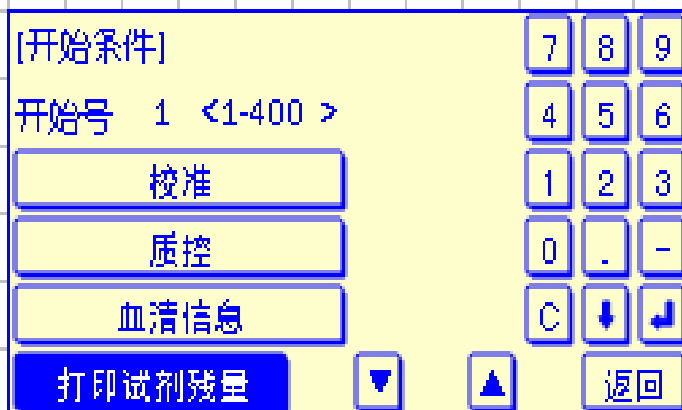 [开始条件]
开始号 1 <1-400 >
校准
质控
血清信息
打印试剂残量
▼ ▲
7 8 9
4 5 6
1 2 3
0 . -
C ⬇ ↵
返回